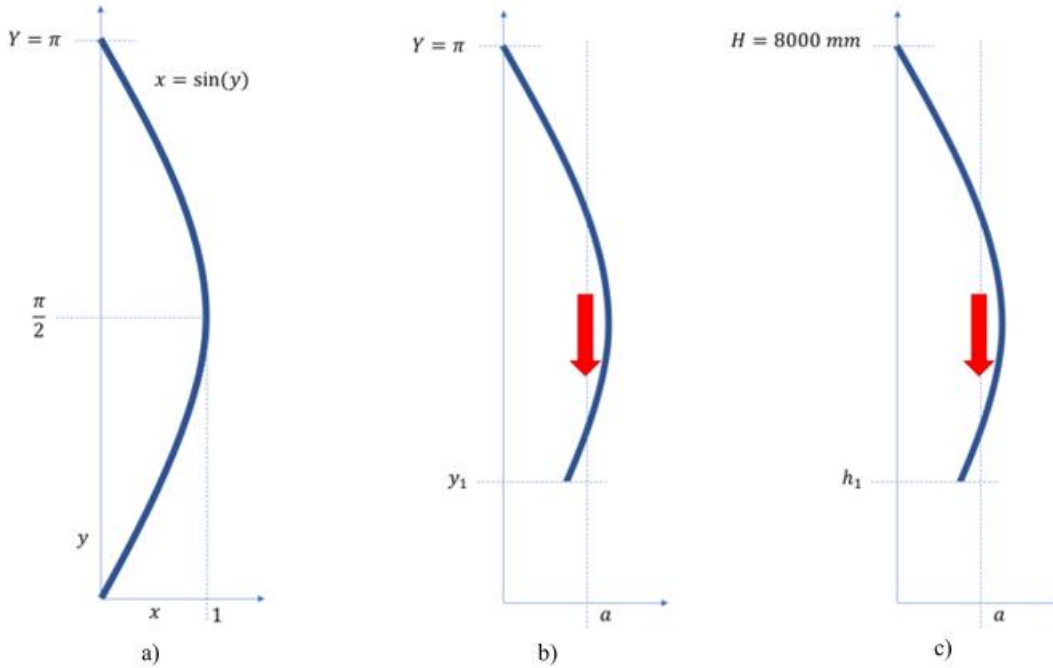 Y = π
x = sin(y)
π
2
y
x
1
a)
Y = π
y₁
a
b)
H = 8000 mm
h₁
a
c)